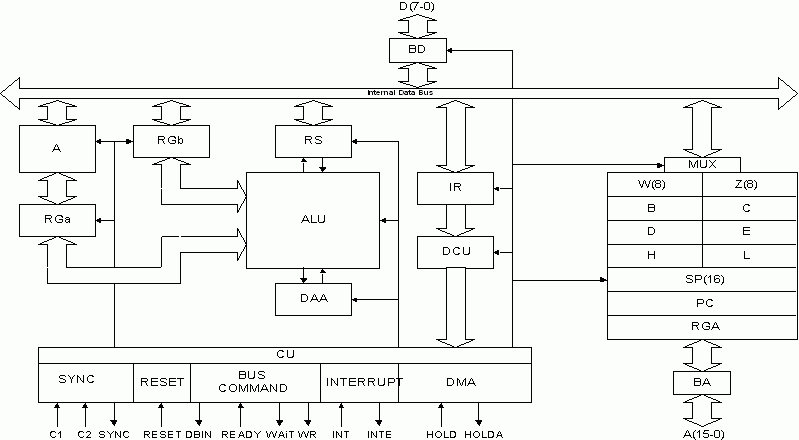 D(7-0)
BD
Internal Data Bus
A
RGb
RS
MUX
IR
W(8) Z(8)
B C
RGa
ALU
D E
DCU
H L
SP(16)
DAA
PC
RGA
CU
SYNC RESET BUS COMMAND INTERRUPT DMA
BA
C1 C2 SYNC RESET DBIN READY WAiT WR INT INTE HOLD HOLDA
A(15-0)